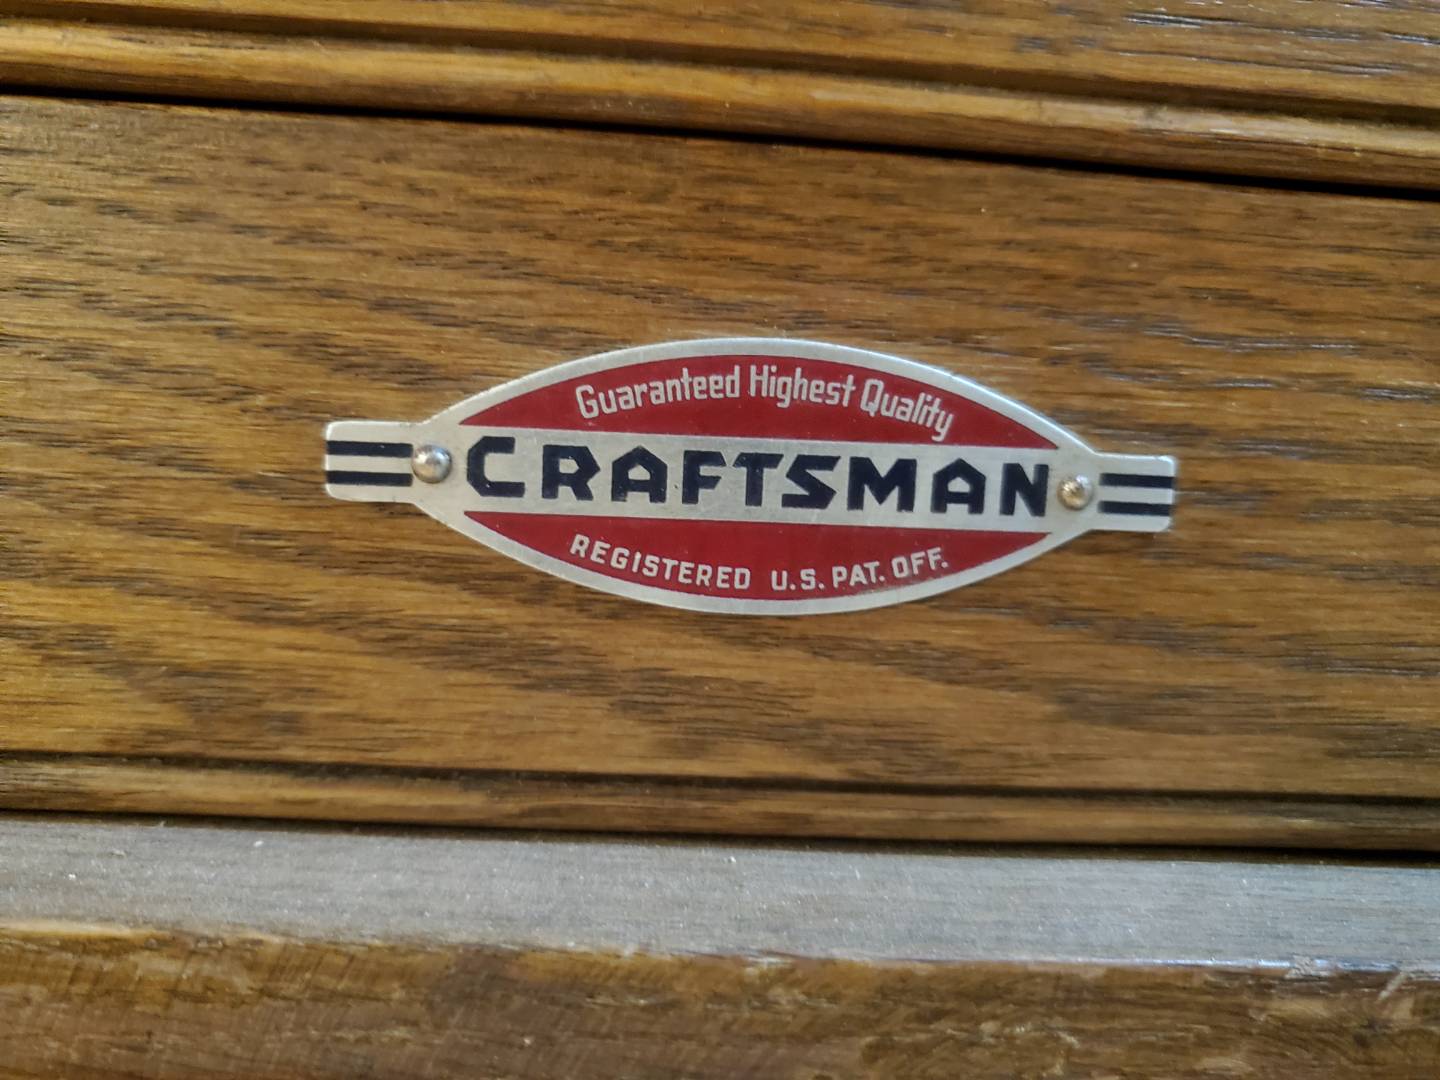 Guaranteed Highest Quality
CRAFTSMAN
REGISTERED U.S. PAT. OFF.